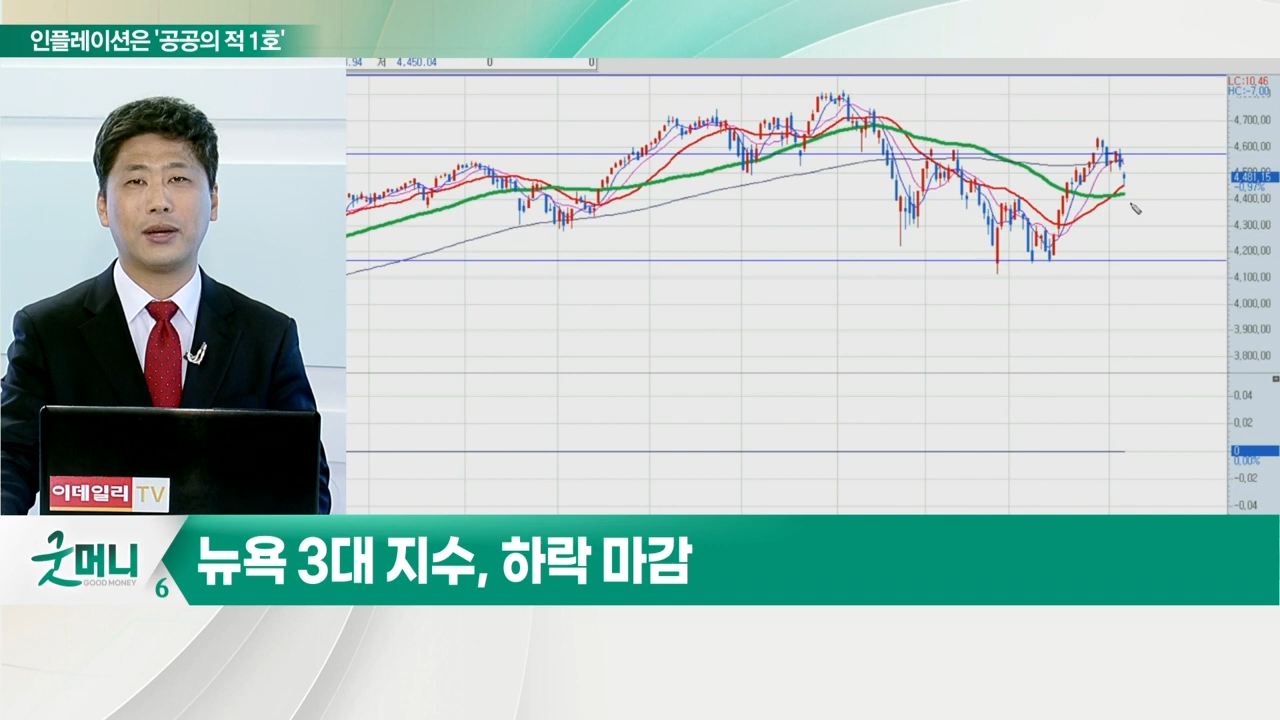 인플레이션은 '공공의 적 1호'
1.94 저 4,450.04 0 0
LC:10.46
HC:-7.00
4,700.00
4,600.00
4,481.15
-0.97%
4,400.00
4,300.00
4,200.00
4,100.00
4,000.00
3,900.00
3,800.00
0.04
0.02
0
0.00%
-0.02
-0.04
이데일리 TV
굿머니
GOOD MONEY
6
뉴욕 3대 지수, 하락 마감